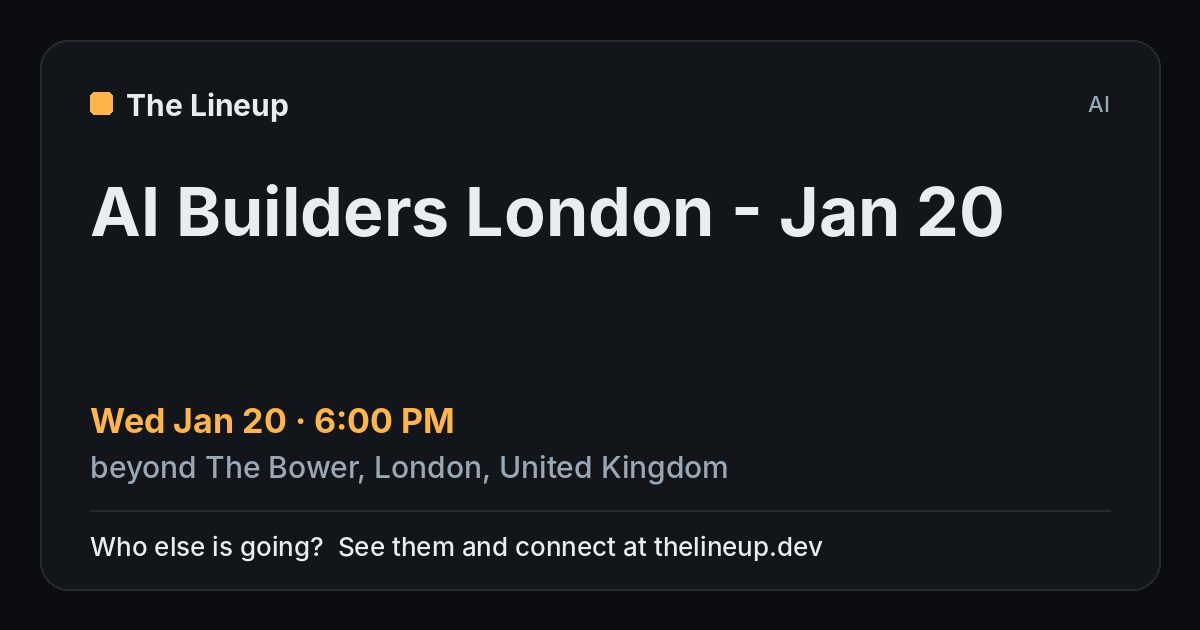 The Lineup
AI
AI Builders London - Jan 20
Wed Jan 20 · 6:00 PM
beyond The Bower, London, United Kingdom
Who else is going? See them and connect at thelineup.dev